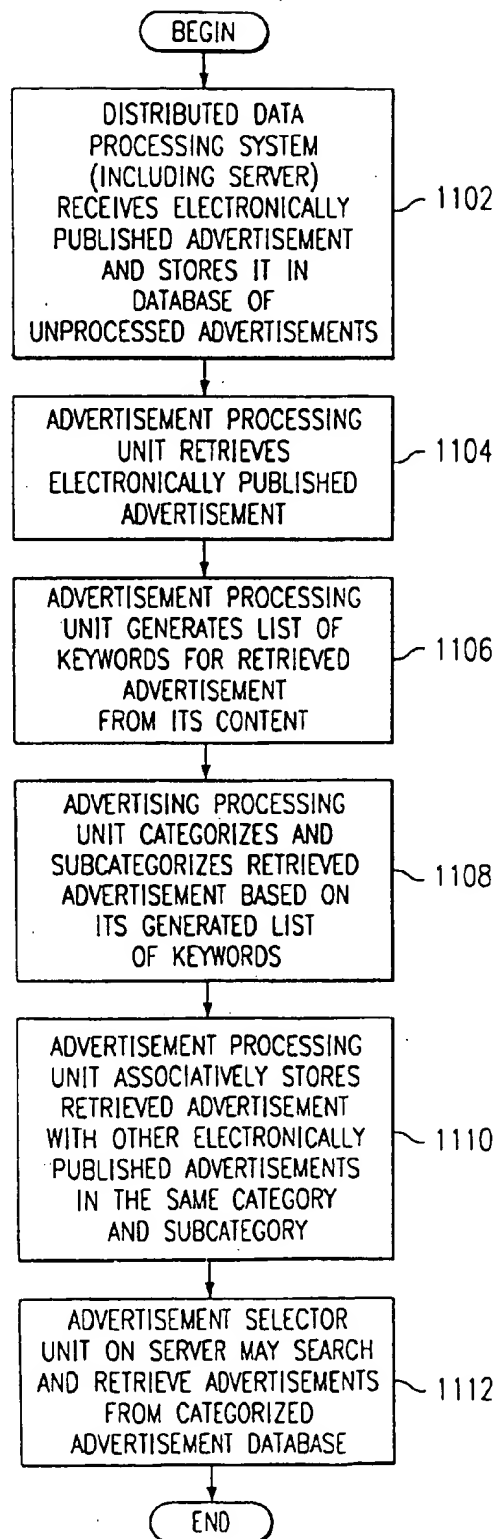 BEGIN
DISTRIBUTED DATA
PROCESSING SYSTEM
(INCLUDING SERVER)
RECEIVES ELECTRONICALLY
PUBLISHED ADVERTISEMENT
AND STORES IT IN
DATABASE OF
UNPROCESSED ADVERTISEMENTS
1102
ADVERTISEMENT PROCESSING
UNIT RETRIEVES
ELECTRONICALLY PUBLISHED
ADVERTISEMENT
1104
ADVERTISEMENT PROCESSING
UNIT GENERATES LIST OF
KEYWORDS FOR RETRIEVED
ADVERTISEMENT
FROM ITS CONTENT
1106
ADVERTISING PROCESSING
UNIT CATEGORIZES AND
SUBCATEGORIZES RETRIEVED
ADVERTISEMENT BASED ON
ITS GENERATED LIST
OF KEYWORDS
1108
ADVERTISEMENT PROCESSING
UNIT ASSOCIATIVELY STORES
RETRIEVED ADVERTISEMENT
WITH OTHER ELECTRONICALLY
PUBLISHED ADVERTISEMENTS
IN THE SAME CATEGORY
AND SUBCATEGORY
1110
ADVERTISEMENT SELECTOR
UNIT ON SERVER MAY SEARCH
AND RETRIEVE ADVERTISEMENTS
FROM CATEGORIZED
ADVERTISEMENT DATABASE
1112
END